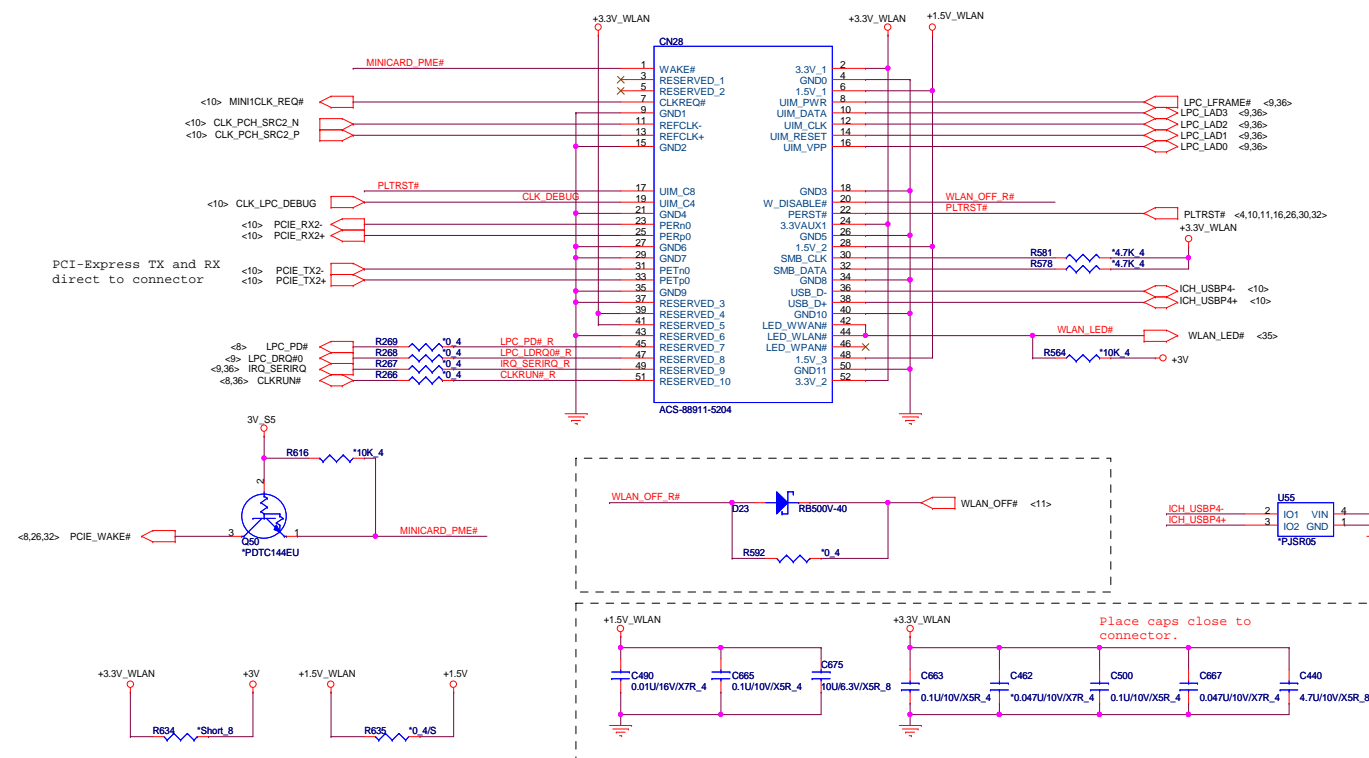 +3.3V_WLAN
+3.3V_WLAN
+1.5V_WLAN
CN28
MINICARD_PME#
1 WAKE#
3 RESERVED_1
5 RESERVED_2
<10> MINI1CLK_REQ# 7 CLKREQ#
9 GND1
<10> CLK_PCH_SRC2_N 11 REFCLK-
<10> CLK_PCH_SRC2_P 13 REFCLK+
15 GND2
PLTRST# 17 UIM_C8
<10> CLK_LPC_DEBUG CLK_DEBUG 19 UIM_C4
21 GND4
<10> PCIE_RX2- 23 PERn0
<10> PCIE_RX2+ 25 PERp0
27 GND6
29 GND7
<10> PCIE_TX2- 31 PETn0
<10> PCIE_TX2+ 33 PETp0
35 GND9
37 RESERVED_3
39 RESERVED_4
41 RESERVED_5
43 RESERVED_6
<8> LPC_PD# R269 *0_4 LPC_PD#_R 45 RESERVED_7
<9> LPC_DRQ#0 R268 *0_4 LPC_LDRQ0#_R 47 RESERVED_8
<9,36> IRQ_SERIRQ R267 *0_4 IRQ_SERIRQ_R 49 RESERVED_9
<8,36> CLKRUN# R266 *0_4 CLKRUN#_R 51 RESERVED_10
PCI-Express TX and RX
direct to connector
3.3V_1 2
GND0 4
1.5V_1 6
UIM_PWR 8 LPC_LFRAME# <9,36>
UIM_DATA 10 LPC_LAD3 <9,36>
UIM_CLK 12 LPC_LAD2 <9,36>
UIM_RESET 14 LPC_LAD1 <9,36>
UIM_VPP 16 LPC_LAD0 <9,36>
GND3 18
W_DISABLE# 20 WLAN_OFF_R#
PERST# 22 PLTRST# PLTRST# <4,10,11,16,26,30,32>
3.3VAUX1 24
GND5 26
+3.3V_WLAN
1.5V_2 28
SMB_CLK 30 R581 *4.7K_4
SMB_DATA 32 R578 *4.7K_4
GND8 34
USB_D- 36 ICH_USBP4- <10>
USB_D+ 38 ICH_USBP4+ <10>
GND10 40
LED_WWAN# 42
LED_WLAN# 44 WLAN_LED# WLAN_LED# <35>
LED_WPAN# 46
1.5V_3 48 R564 *10K_4 +3V
GND11 50
3.3V_2 52
ACS-88911-5204
3V_S5
R616 *10K_4
2
<8,26,32> PCIE_WAKE# 3 1 MINICARD_PME#
Q50
*PDTC144EU
WLAN_OFF_R# D23 RB500V-40 WLAN_OFF# <11>
R592 *0_4
U55
ICH_USBP4- 2 IO1 VIN 4
ICH_USBP4+ 3 IO2 GND 1
*PJSR05
+3.3V_WLAN +3V
R634 *Short_8
+1.5V_WLAN +1.5V
R635 *0_4/S
+1.5V_WLAN
C490 0.01U/16V/X7R_4
C665 0.1U/10V/X5R_4
C675 10U/6.3V/X5R_8
+3.3V_WLAN
Place caps close to
connector.
C663 0.1U/10V/X5R_4
C462 *0.047U/10V/X7R_4
C500 0.1U/10V/X5R_4
C667 0.047U/10V/X7R_4
C440 4.7U/10V/X5R_8